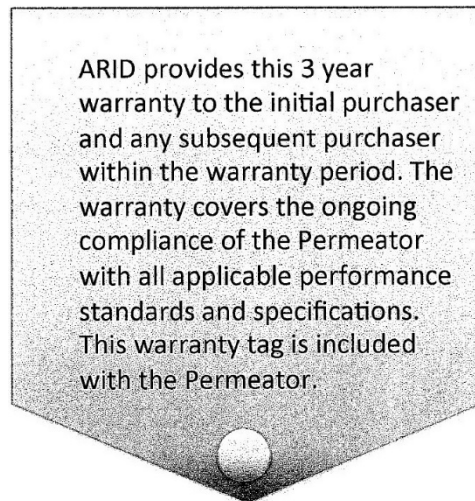 ARID provides this 3 year
warranty to the initial purchaser
and any subsequent purchaser
within the warranty period. The
warranty covers the ongoing
compliance of the Permeator
with all applicable performance
standards and specifications.
This warranty tag is included
with the Permeator.